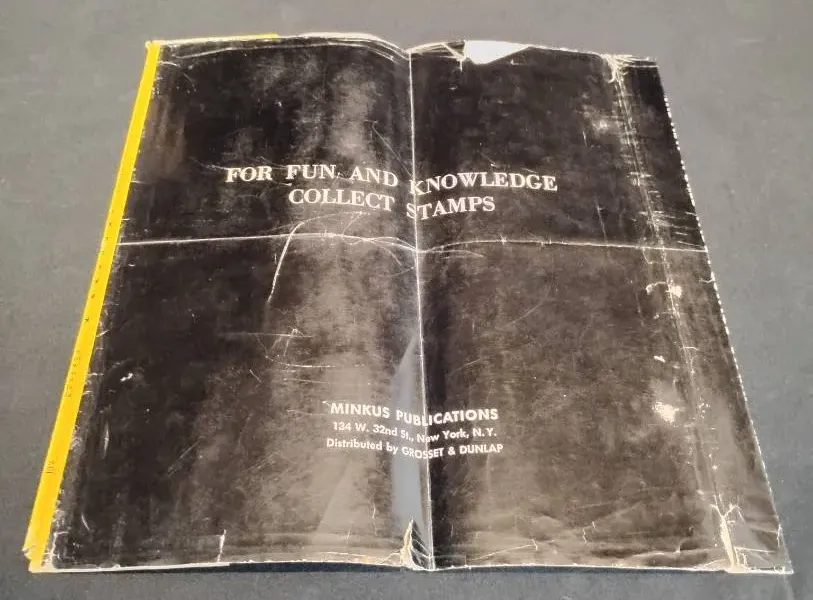 FOR FUN AND KNOWLEDGE
COLLECT STAMPS
MINKUS PUBLICATIONS
134 W. 32nd St., New York, N.Y.
Distributed by GROSSET & DUNLAP